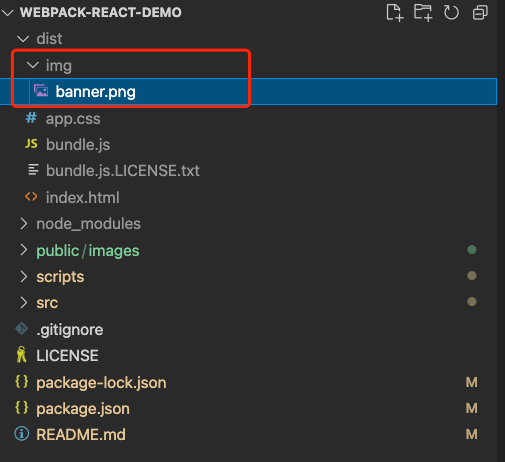 WEBPACK-REACT-DEMO
dist
img
banner.png
# app.css
JS bundle.js
bundle.js.LICENSE.txt
<> index.html
node_modules
public/images
scripts
src
.gitignore
LICENSE
{} package-lock.json M
{} package.json M
README.md M